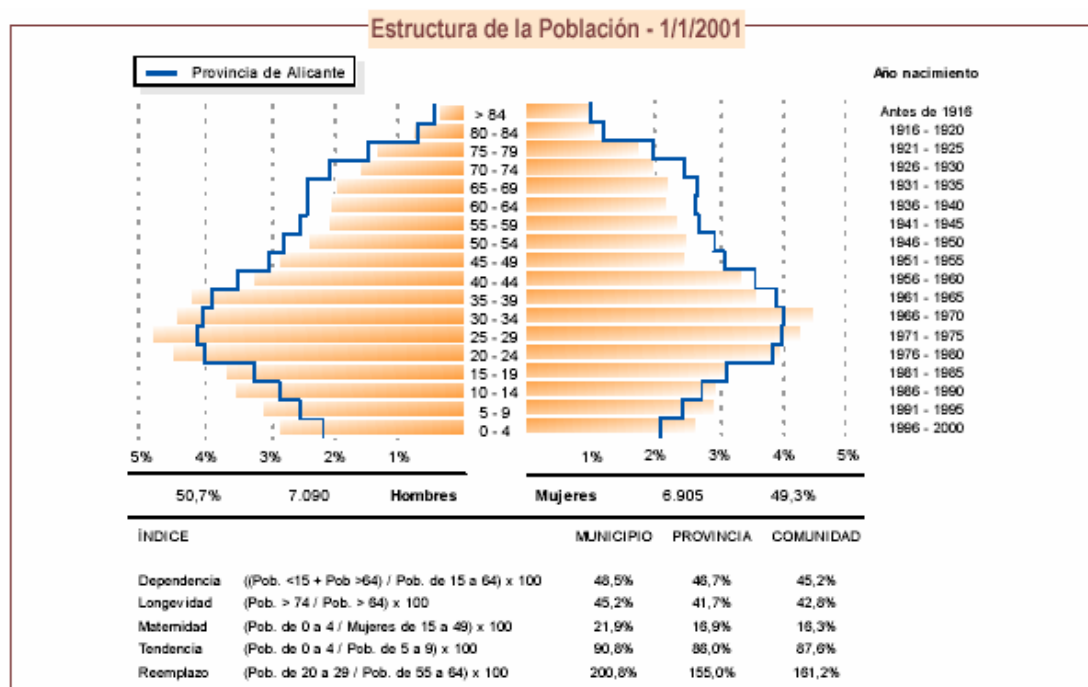 Estructura de la Población - 1/1/2001
Provincia de Alicante
Año nacimiento
> 84 Antes de 1916
80 - 84 1916 - 1920
75 - 79 1921 - 1925
70 - 74 1926 - 1930
65 - 69 1931 - 1935
60 - 64 1936 - 1940
55 - 59 1941 - 1945
50 - 54 1946 - 1950
45 - 49 1951 - 1955
40 - 44 1956 - 1960
35 - 39 1961 - 1965
30 - 34 1966 - 1970
25 - 29 1971 - 1975
20 - 24 1976 - 1980
15 - 19 1981 - 1985
10 - 14 1986 - 1990
5 - 9 1991 - 1995
0 - 4 1996 - 2000
5% 4% 3% 2% 1% 1% 2% 3% 4% 5%
50,7% 7.090 Hombres Mujeres 6.905 49,3%
ÍNDICE MUNICIPIO PROVINCIA COMUNIDAD
Dependencia ((Pob. <15 + Pob >64) / Pob. de 15 a 64) x 100 48,5% 46,7% 45,2%
Longevidad (Pob. > 74 / Pob. > 64) x 100 45,2% 41,7% 42,8%
Maternidad (Pob. de 0 a 4 / Mujeres de 15 a 49) x 100 21,9% 16,9% 16,3%
Tendencia (Pob. de 0 a 4 / Pob. de 5 a 9) x 100 90,8% 88,0% 87,6%
Reemplazo (Pob. de 20 a 29 / Pob. de 55 a 64) x 100 200,8% 155,0% 161,2%